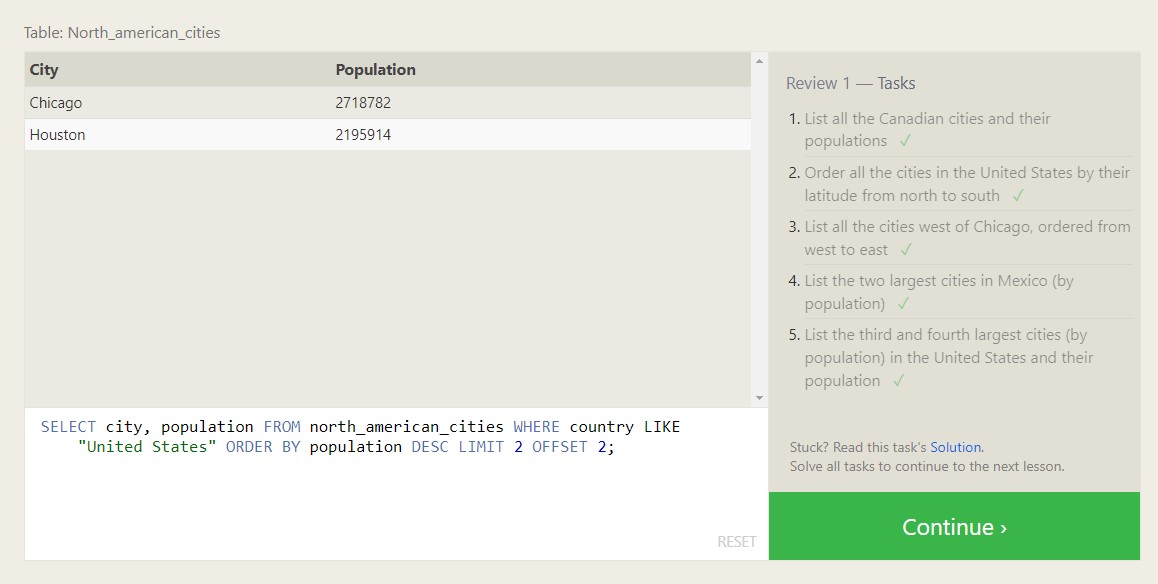 Table: North_american_cities
City Population
Chicago 2718782
Houston 2195914
SELECT city, population FROM north_american_cities WHERE country LIKE
"United States" ORDER BY population DESC LIMIT 2 OFFSET 2;
RESET
Review 1 — Tasks
1. List all the Canadian cities and their
populations ✓
2. Order all the cities in the United States by their
latitude from north to south ✓
3. List all the cities west of Chicago, ordered from
west to east ✓
4. List the two largest cities in Mexico (by
population) ✓
5. List the third and fourth largest cities (by
population) in the United States and their
population ✓
Stuck? Read this task's Solution.
Solve all tasks to continue to the next lesson.
Continue ›